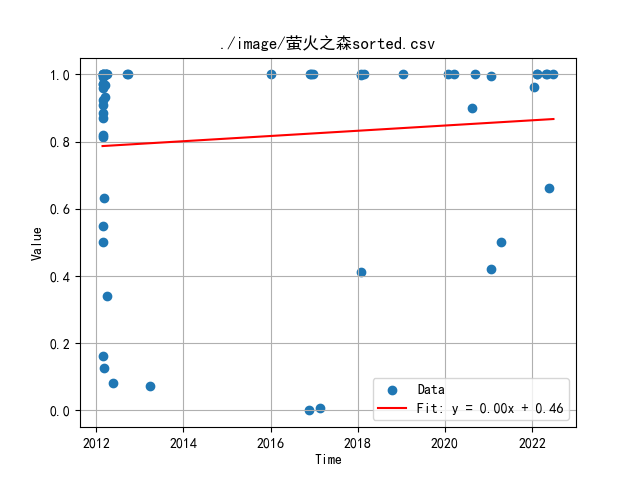 ./image/萤火之森sorted.csv
1.0
0.8
0.6
0.4
0.2
0.0
Value
2012 2014 2016 2018 2020 2022
Time
Data
Fit: y = 0.00x + 0.46